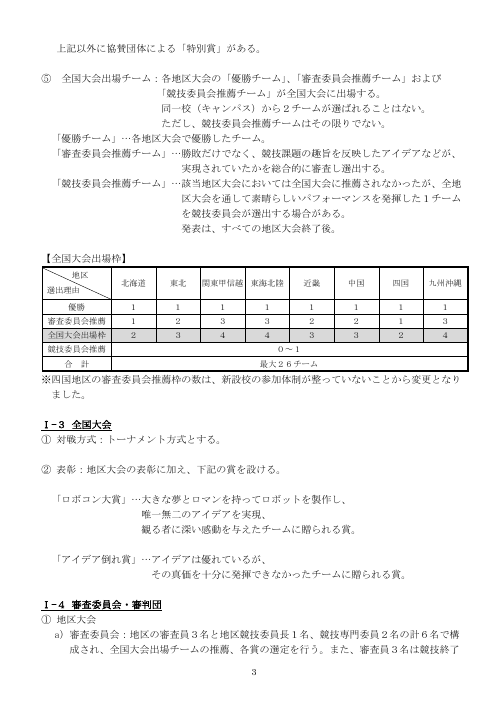 上記以外に協賛団体による「特別賞」がある。
⑤　全国大会出場チーム：各地区大会の「優勝チーム」、「審査委員会推薦チーム」および
「競技委員会推薦チーム」が全国大会に出場する。
同一校（キャンパス）から２チームが選ばれることはない。
ただし、競技委員会推薦チームはその限りでない。
「優勝チーム」…各地区大会で優勝したチーム。
「審査委員会推薦チーム」…勝敗だけでなく、競技課題の趣旨を反映したアイデアなどが、
実現されていたかを総合的に審査し選出する。
「競技委員会推薦チーム」…該当地区大会においては全国大会に推薦されなかったが、全地
区大会を通して素晴らしいパフォーマンスを発揮した１チーム
を競技委員会が選出する場合がある。
発表は、すべての地区大会終了後。
【全国大会出場枠】
地区
選出理由 北海道 東北 関東甲信越 東海北陸 近畿 中国 四国 九州沖縄
優勝 1 1 1 1 1 1 1 1
審査委員会推薦 1 2 3 3 2 2 1 3
全国大会出場枠 2 3 4 4 3 3 2 4
競技委員会推薦 ０～１
合　計 最大２６チーム
※四国地区の審査委員会推薦枠の数は、新設校の参加体制が整っていないことから変更となり
ました。
Ⅰ-３ 全国大会
① 対戦方式：トーナメント方式とする。
② 表彰：地区大会の表彰に加え、下記の賞を設ける。
「ロボコン大賞」…大きな夢とロマンを持ってロボットを製作し、
唯一無二のアイデアを実現、
観る者に深い感動を与えたチームに贈られる賞。
「アイデア倒れ賞」…アイデアは優れているが、
その真価を十分に発揮できなかったチームに贈られる賞。
Ⅰ-４ 審査委員会・審判団
① 地区大会
a) 審査委員会：地区の審査員３名と地区競技委員長１名、競技専門委員２名の計６名で構
成され、全国大会出場チームの推薦、各賞の選定を行う。また、審査員３名は競技終了
3